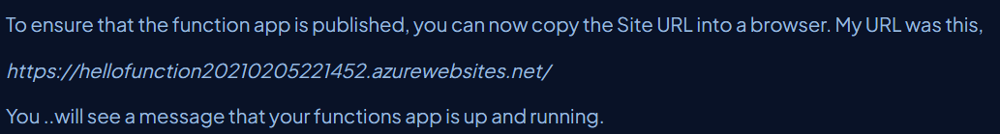 To ensure that the function app is published, you can now copy the Site URL into a browser. My URL was this,
https://hellofunction20210205221452.azurewebsites.net/
You ..will see a message that your functions app is up and running.